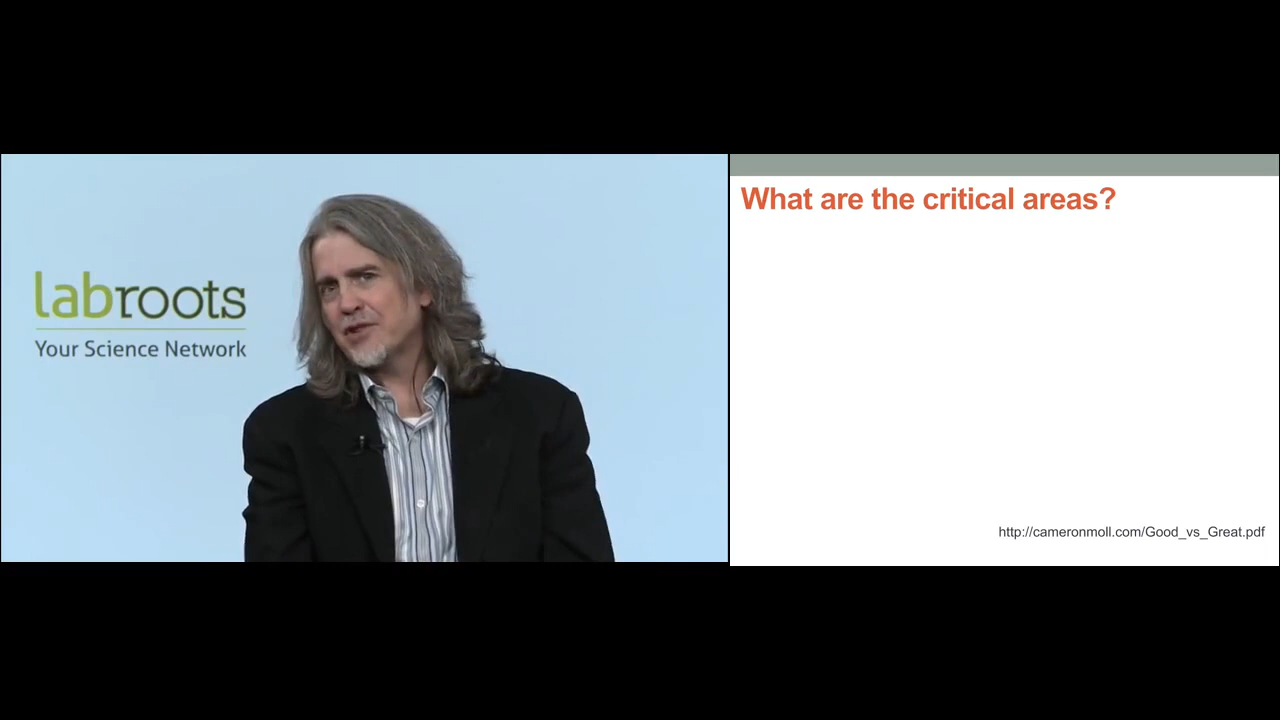 labroots
Your Science Network
What are the critical areas?
http://cameronmoll.com/Good_vs_Great.pdf